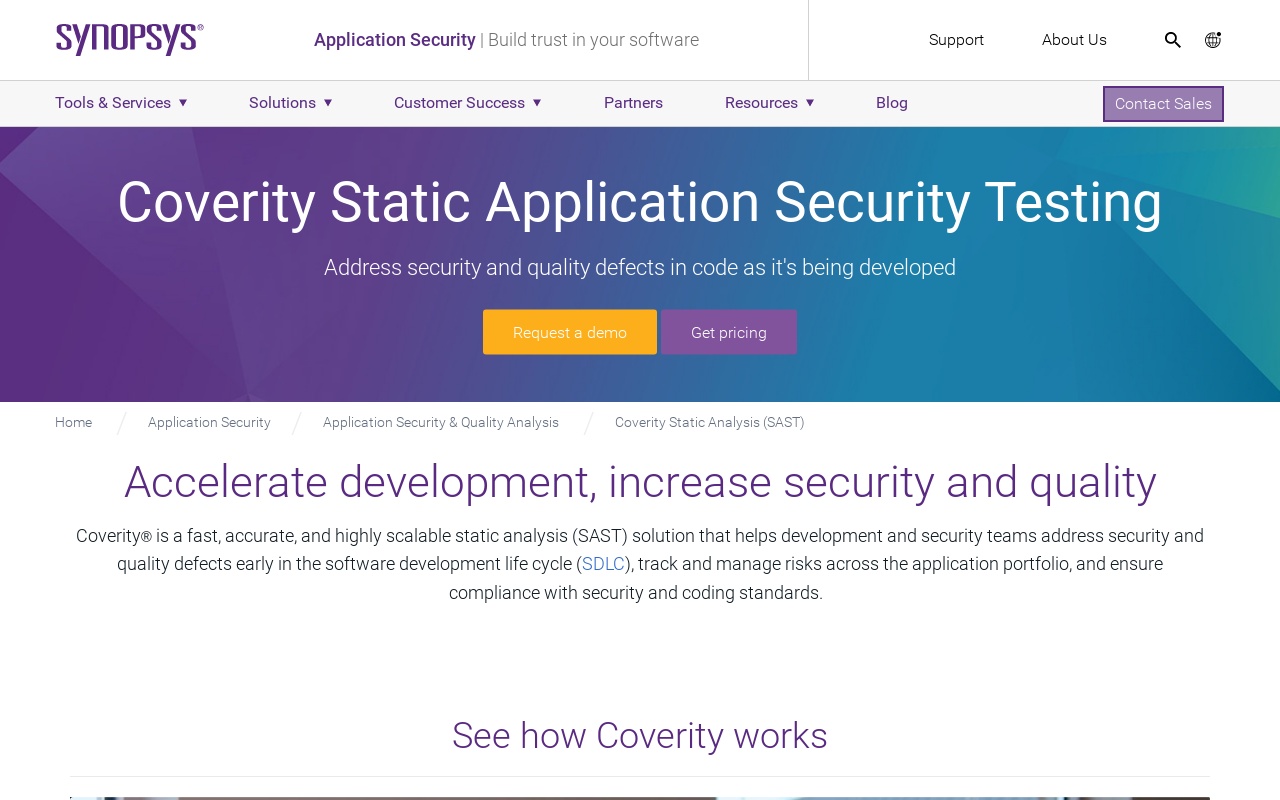 SYNOPSYS®
Application Security | Build trust in your software
Support
About Us
Tools & Services ▼
Solutions ▼
Customer Success ▼
Partners
Resources ▼
Blog
Contact Sales
Coverity Static Application Security Testing
Address security and quality defects in code as it's being developed
Request a demo
Get pricing
Home / Application Security / Application Security & Quality Analysis / Coverity Static Analysis (SAST)
Accelerate development, increase security and quality
Coverity® is a fast, accurate, and highly scalable static analysis (SAST) solution that helps development and security teams address security and
quality defects early in the software development life cycle (SDLC), track and manage risks across the application portfolio, and ensure
compliance with security and coding standards.
See how Coverity works